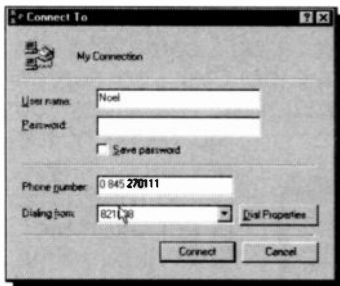 Connect To
My Connection
User name: Noel
Password:
Save password
Phone number: 0 845 270111
Dialing from:
Dial Properties
Connect Cancel